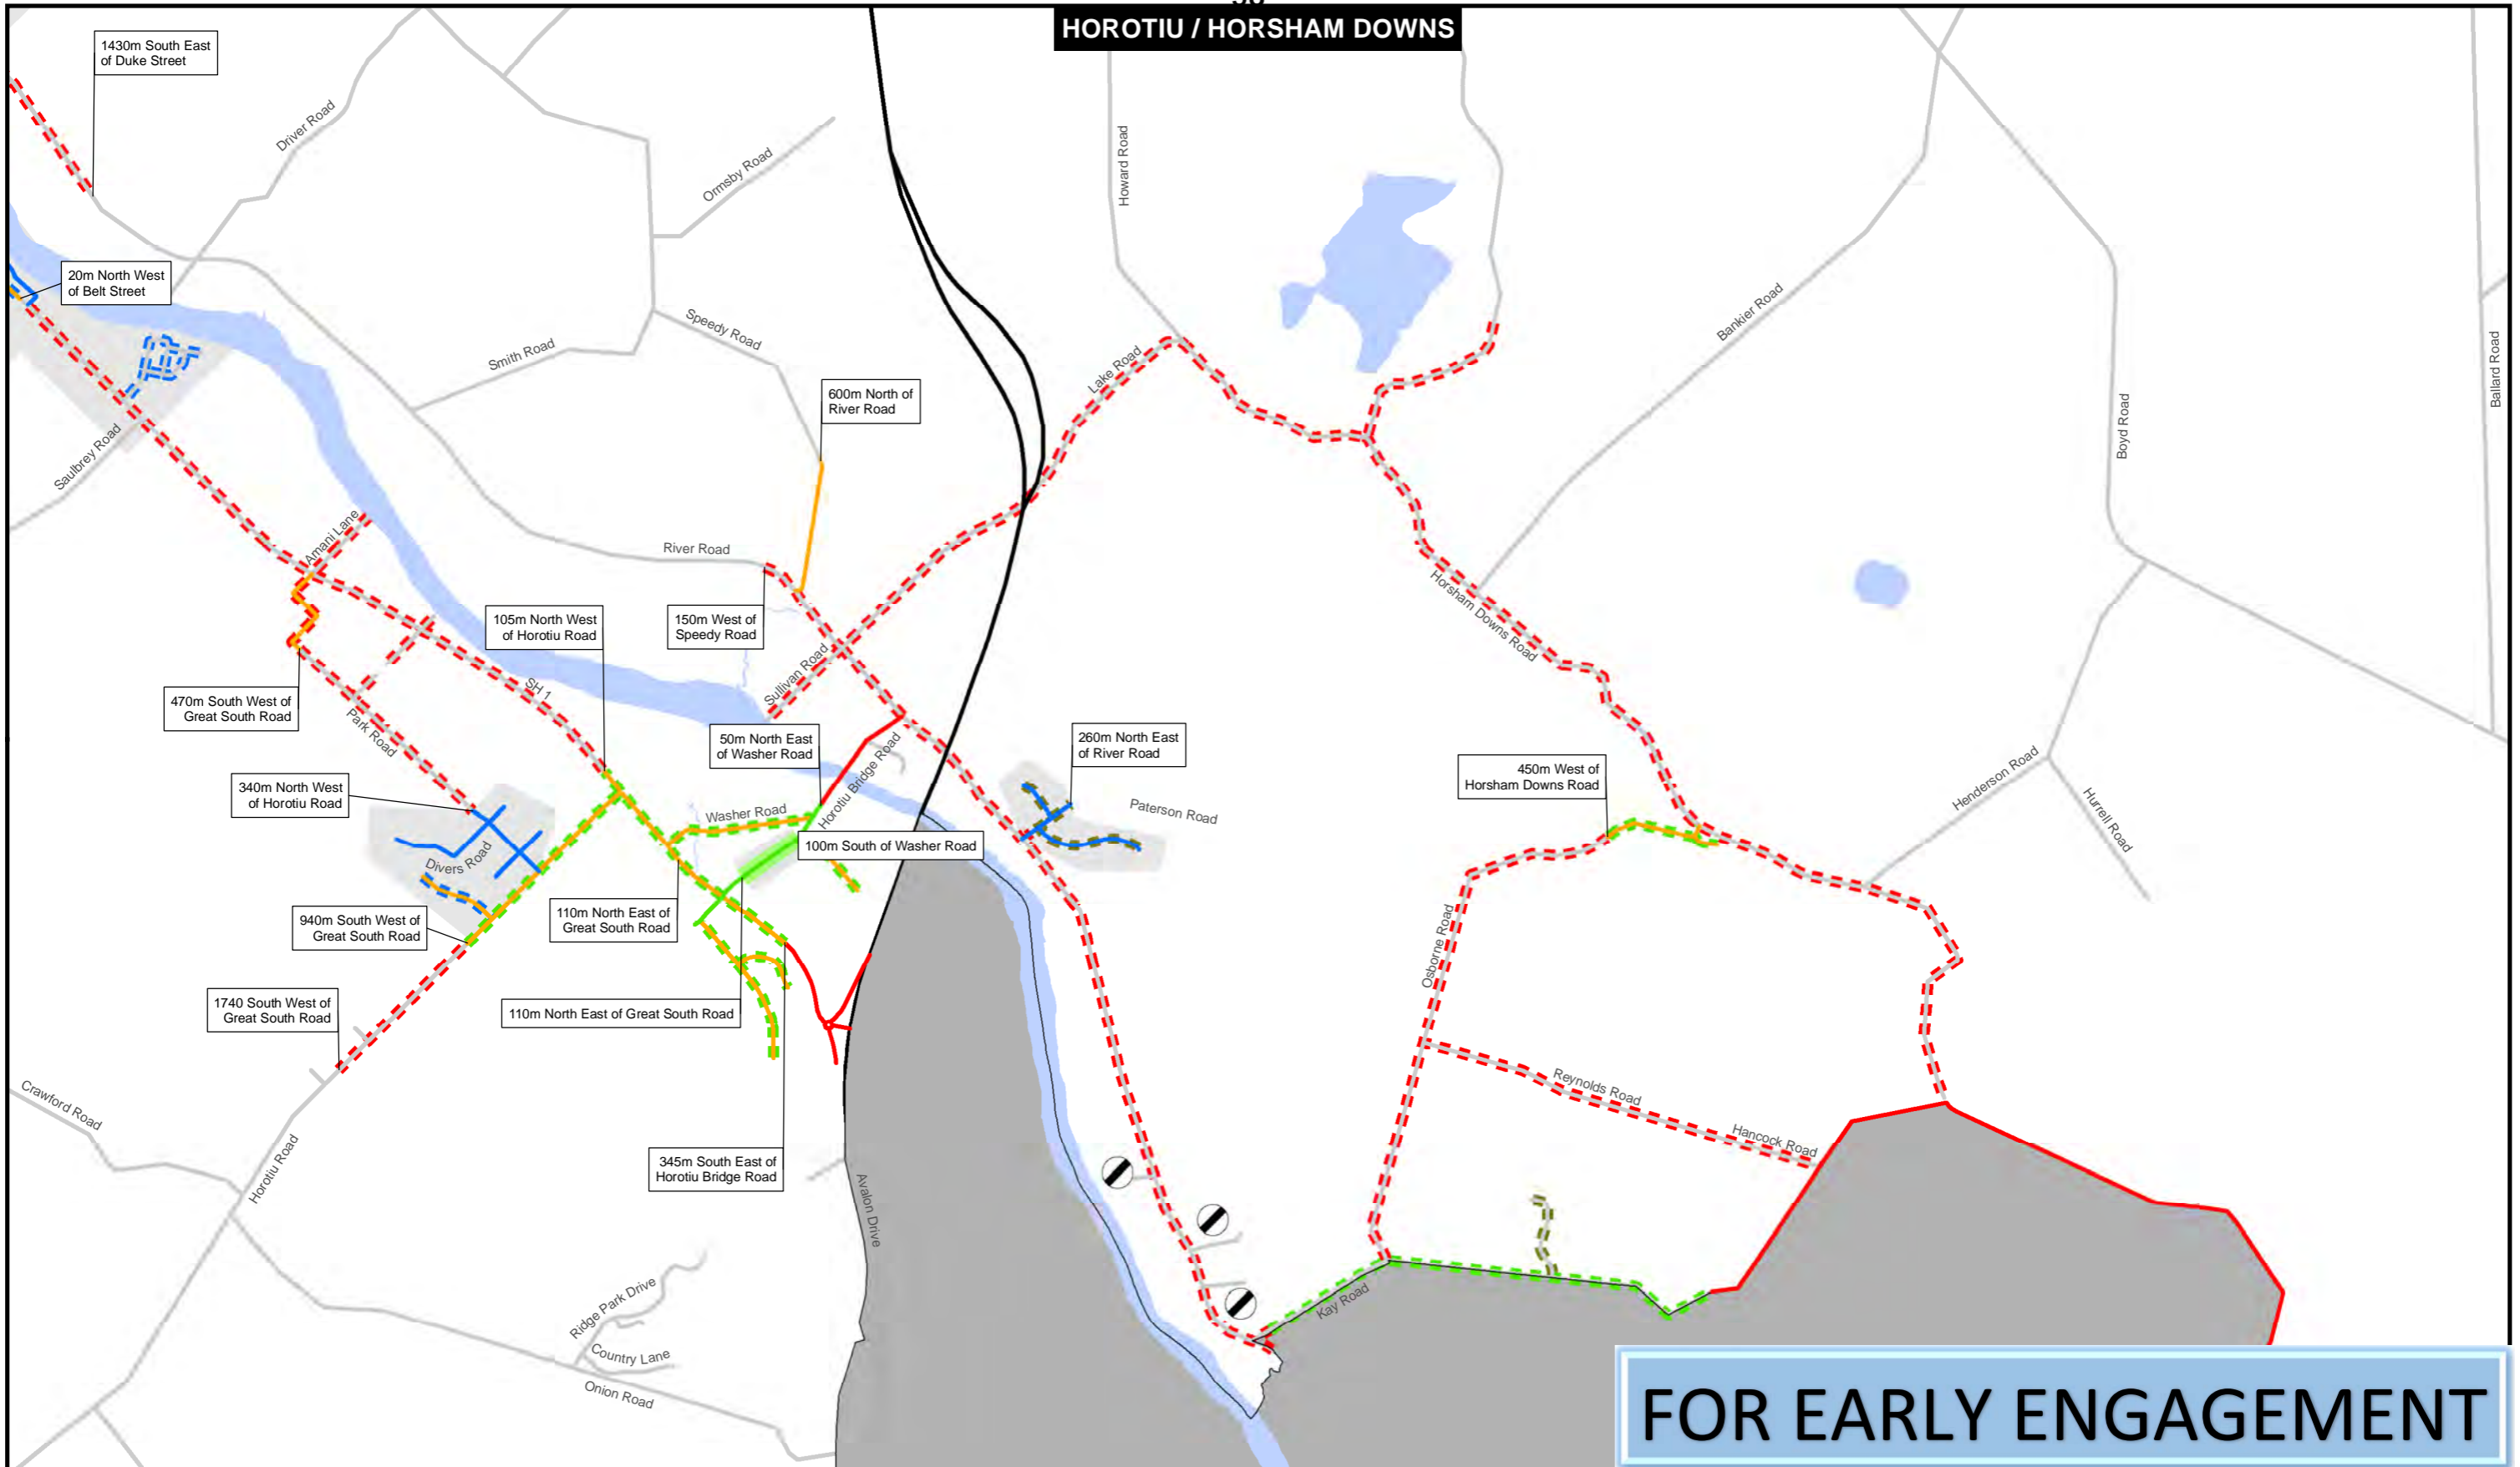 HOROTIU / HORSHAM DOWNS
1430m South East
of Duke Street
Driver Road
Ormsby Road
Howard Road
20m North West
of Belt Street
Speedy Road
Smith Road
Lake Road
Bankier Road
Boyd Road
Ballard Road
600m North of
River Road
Saulbrey Road
Amani Lane
River Road
105m North West
of Horotiu Road
150m West of
Speedy Road
Horsham Downs Road
Sullivan Road
SH 1
470m South West of
Great South Road
Park Road
50m North East
of Washer Road
Horotiu Bridge Road
260m North East
of River Road
450m West of
Horsham Downs Road
Henderson Road
Hurrell Road
340m North West
of Horotiu Road
Washer Road
Paterson Road
100m South of Washer Road
Divers Road
940m South West of
Great South Road
110m North East of
Great South Road
Osborne Road
1740 South West of
Great South Road
110m North East of Great South Road
Reynolds Road
Hancock Road
Crawford Road
Horotiu Road
345m South East of
Horotiu Bridge Road
Avalon Drive
Ridge Park Drive
Kay Road
Country Lane
Onion Road
FOR EARLY ENGAGEMENT